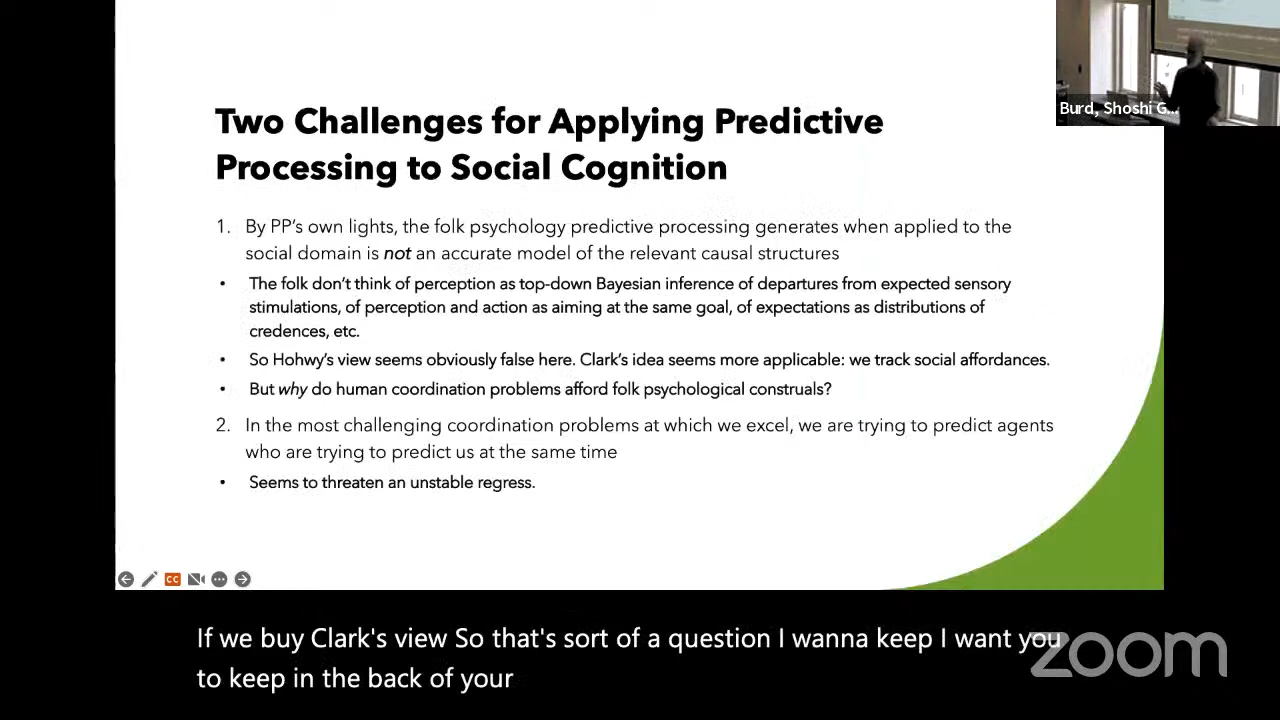 Two Challenges for Applying Predictive
Processing to Social Cognition
1. By PP's own lights, the folk psychology predictive processing generates when applied to the
social domain is not an accurate model of the relevant causal structures
• The folk don't think of perception as top-down Bayesian inference of departures from expected sensory
stimulations, of perception and action as aiming at the same goal, of expectations as distributions of
credences, etc.
• So Hohwy's view seems obviously false here. Clark's idea seems more applicable: we track social affordances.
• But why do human coordination problems afford folk psychological construals?
2. In the most challenging coordination problems at which we excel, we are trying to predict agents
who are trying to predict us at the same time
• Seems to threaten an unstable regress.
Burd, Shoshi G...
CC
If we buy Clark's view So that's sort of a question I wanna keep I want you
to keep in the back of your
zoom